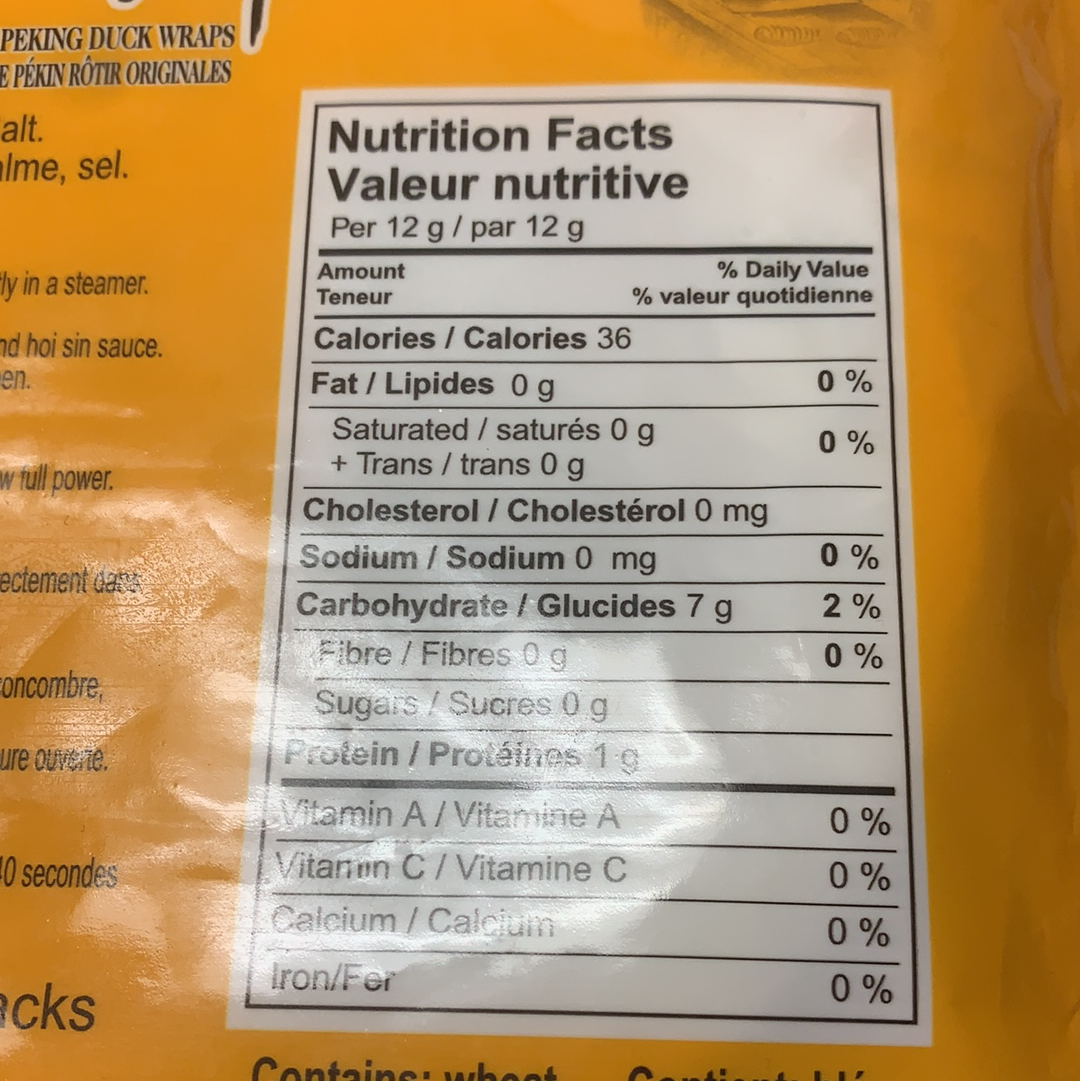 PEKING DUCK WRAPS
E PÉKIN RÔTIR ORIGINALES
alt.
alme, sel.
tly in a steamer.
nd hoi sin sauce.
en.
w full power.
ectement dans
concombre,
ure ouverte.
40 secondes
acks
Nutrition Facts
Valeur nutritive
Per 12 g / par 12 g
Amount % Daily Value
Teneur % valeur quotidienne
Calories / Calories 36
Fat / Lipides 0 g 0 %
Saturated / saturés 0 g 0 %
+ Trans / trans 0 g
Cholesterol / Cholestérol 0 mg
Sodium / Sodium 0 mg 0 %
Carbohydrate / Glucides 7 g 2 %
Fibre / Fibres 0 g 0 %
Sugars / Sucres 0 g
Protein / Protéines 1 g
Vitamin A / Vitamine A 0 %
Vitamin C / Vitamine C 0 %
Calcium / Calcium 0 %
Iron/Fer 0 %
Contains: wheat